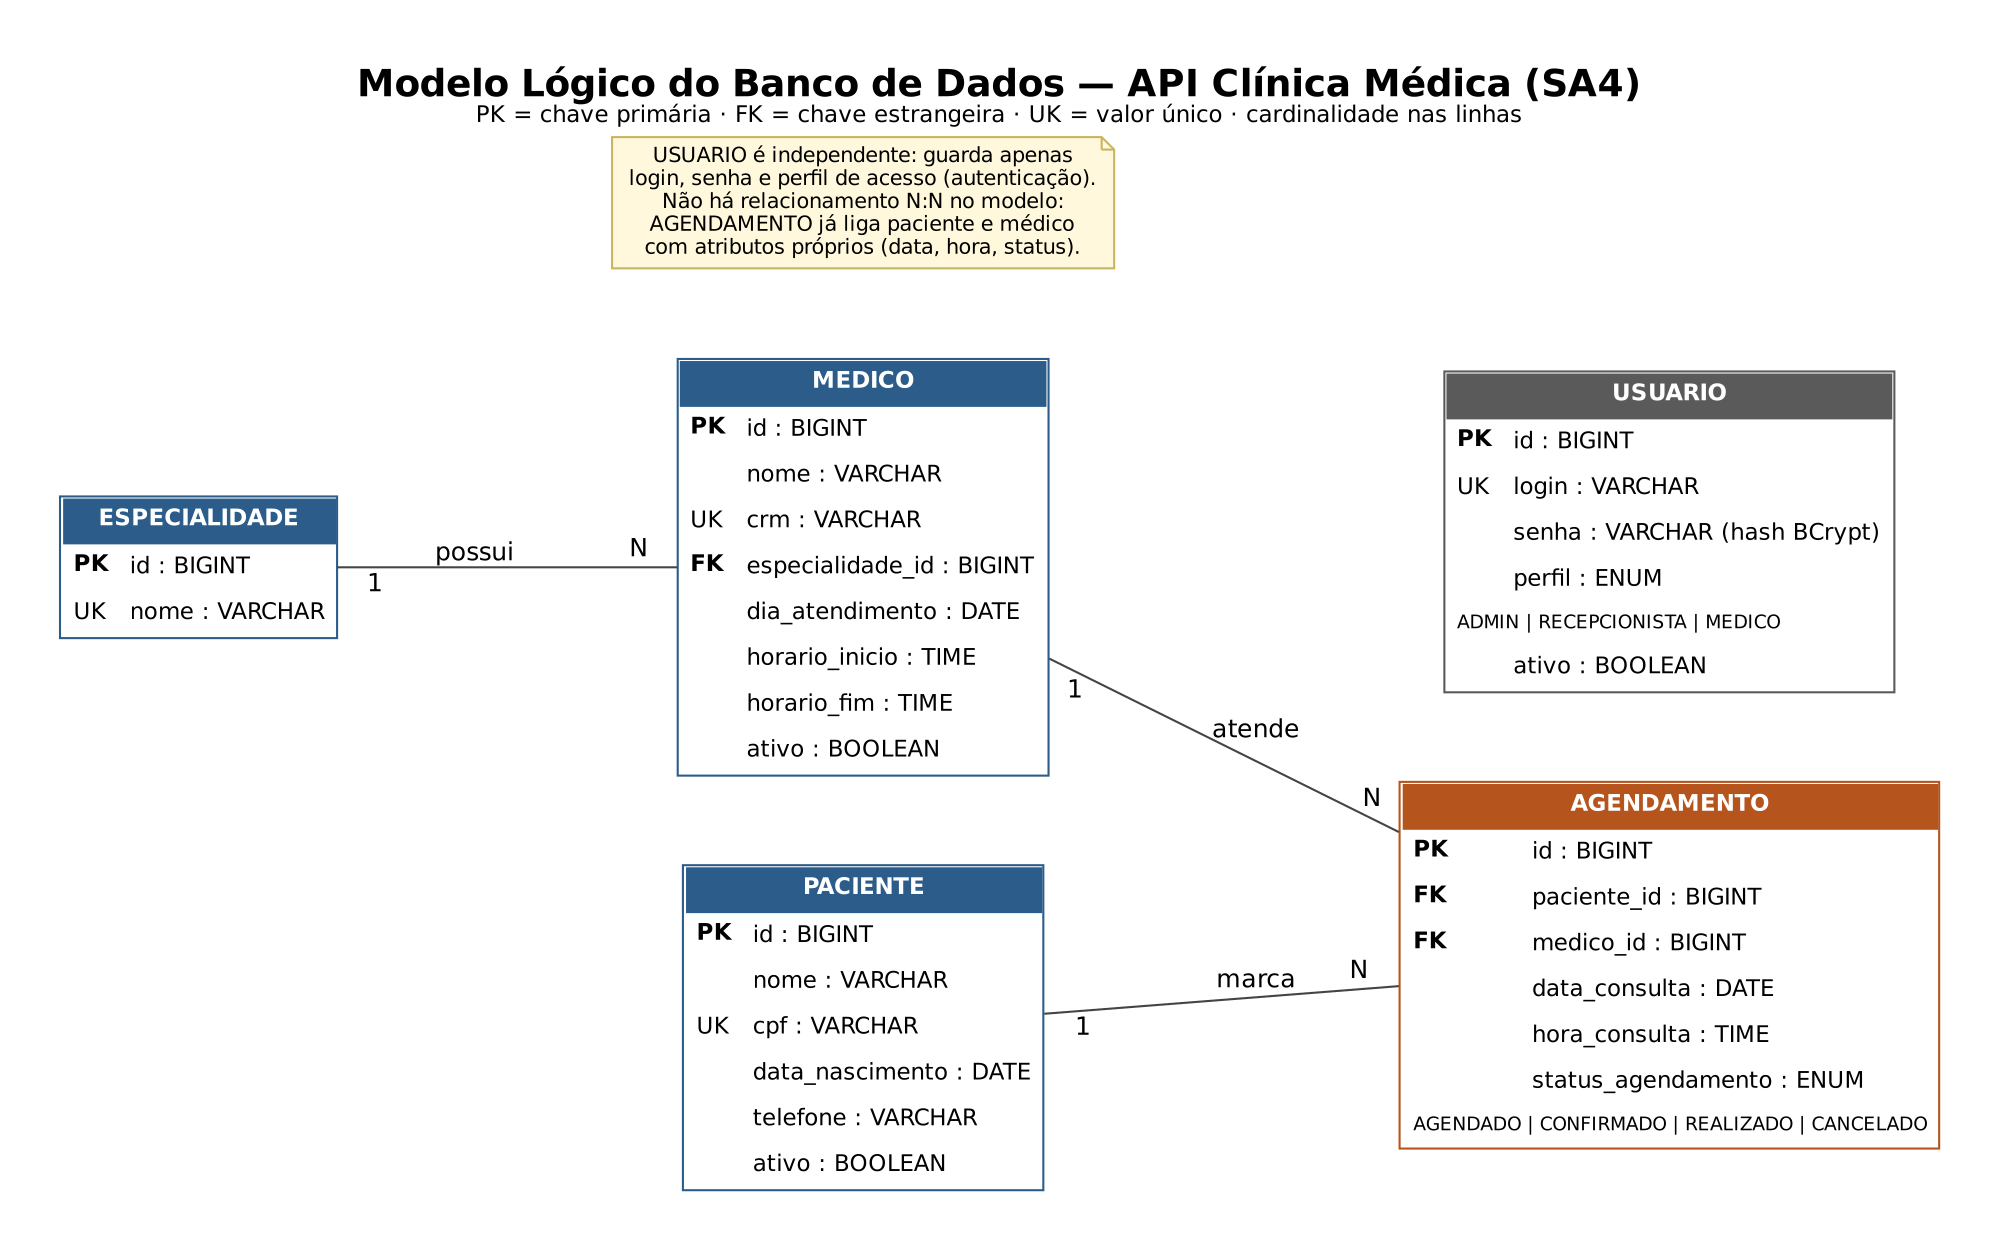 Modelo Lógico do Banco de Dados — API Clínica Médica (SA4)
PK = chave primária · FK = chave estrangeira · UK = valor único · cardinalidade nas linhas
USUARIO é independente: guarda apenas
login, senha e perfil de acesso (autenticação).
Não há relacionamento N:N no modelo:
AGENDAMENTO já liga paciente e médico
com atributos próprios (data, hora, status).
ESPECIALIDADE
PK id : BIGINT
UK nome : VARCHAR
possui
1
N
MEDICO
PK id : BIGINT
nome : VARCHAR
UK crm : VARCHAR
FK especialidade_id : BIGINT
dia_atendimento : DATE
horario_inicio : TIME
horario_fim : TIME
ativo : BOOLEAN
USUARIO
PK id : BIGINT
UK login : VARCHAR
senha : VARCHAR (hash BCrypt)
perfil : ENUM
ADMIN | RECEPCIONISTA | MEDICO
ativo : BOOLEAN
1
atende
N
PACIENTE
PK id : BIGINT
nome : VARCHAR
UK cpf : VARCHAR
data_nascimento : DATE
telefone : VARCHAR
ativo : BOOLEAN
1
marca
N
AGENDAMENTO
PK id : BIGINT
FK paciente_id : BIGINT
FK medico_id : BIGINT
data_consulta : DATE
hora_consulta : TIME
status_agendamento : ENUM
AGENDADO | CONFIRMADO | REALIZADO | CANCELADO